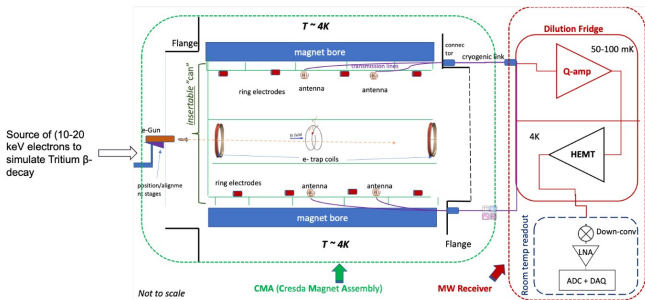 T ~ 4K
Flange
magnet bore
connec
tor
cryogenic link
transmission lines
ring electrodes
antenna
antenna
insertable "can"
Source of (10-20
keV electrons to
simulate Tritium β-
decay
e-Gun
position/alignme
nt stages
e- trap coils
ring electrodes
antenna
antenna
magnet bore
T ~ 4K
Flange
Not to scale
CMA (Cresda Magnet Assembly)
MW Receiver
Dilution Fridge
50-100 mK
Q-amp
4K
HEMT
Room temp readout
Down-conv
LNA
ADC + DAQ